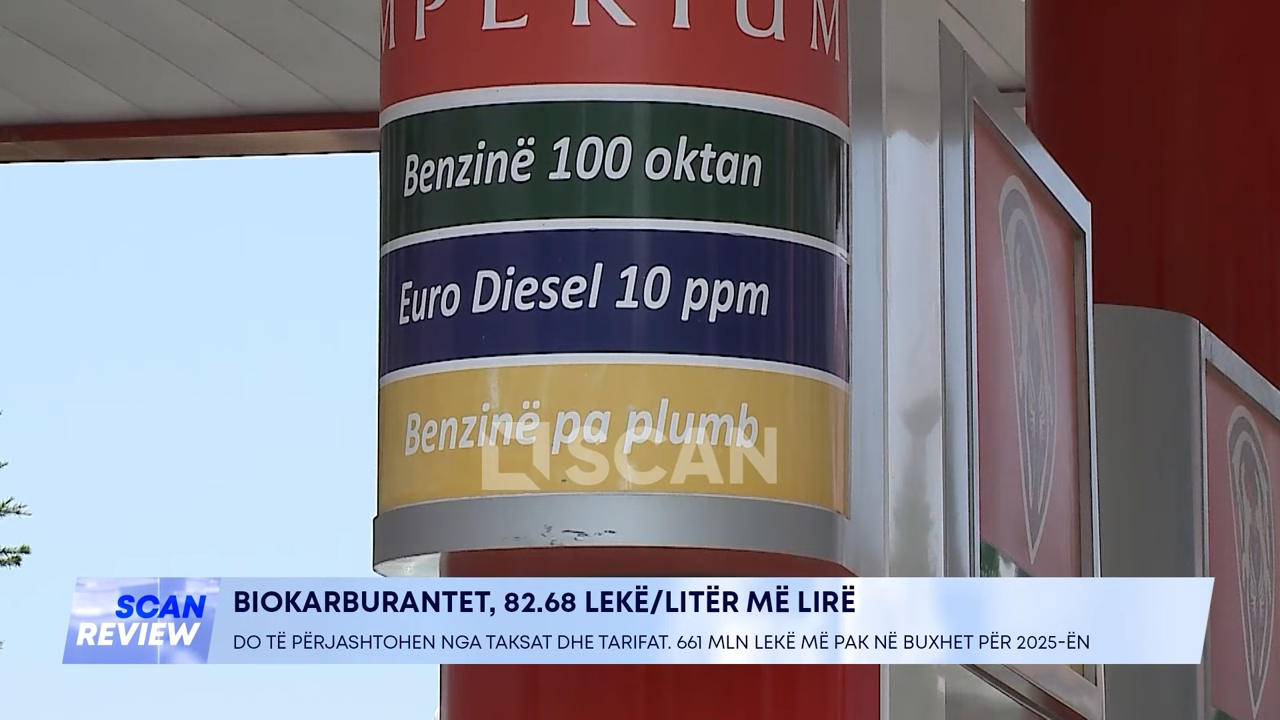 IMPERIUM
Benzinë 100 oktan
Euro Diesel 10 ppm
Benzinë pa plumb
SCAN
SCAN
REVIEW
BIOKARBURANTET, 82.68 LEKË/LITËR MË LIRË
DO TË PËRJASHTOHEN NGA TAKSAT DHE TARIFAT. 661 MLN LEKË MË PAK NË BUXHET PËR 2025-ËN